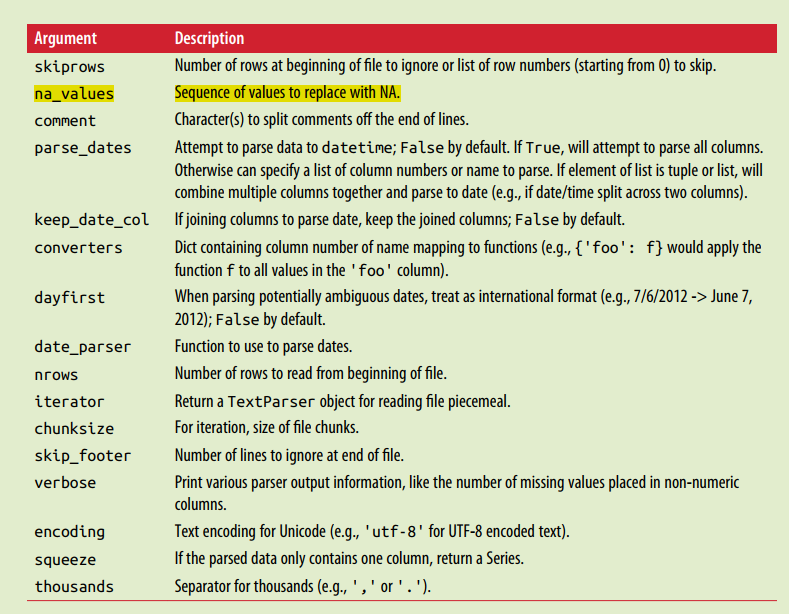 Argument Description
skiprows Number of rows at beginning of file to ignore or list of row numbers (starting from 0) to skip.
na_values Sequence of values to replace with NA.
comment Character(s) to split comments off the end of lines.
parse_dates Attempt to parse data to datetime; False by default. If True, will attempt to parse all columns.
Otherwise can specify a list of column numbers or name to parse. If element of list is tuple or list, will
combine multiple columns together and parse to date (e.g., if date/time split across two columns).
keep_date_col If joining columns to parse date, keep the joined columns; False by default.
converters Dict containing column number of name mapping to functions (e.g., {'foo': f} would apply the
function f to all values in the 'foo' column).
dayfirst When parsing potentially ambiguous dates, treat as international format (e.g., 7/6/2012 -> June 7,
2012); False by default.
date_parser Function to use to parse dates.
nrows Number of rows to read from beginning of file.
iterator Return a TextParser object for reading file piecemeal.
chunksize For iteration, size of file chunks.
skip_footer Number of lines to ignore at end of file.
verbose Print various parser output information, like the number of missing values placed in non-numeric
columns.
encoding Text encoding for Unicode (e.g., 'utf-8' for UTF-8 encoded text).
squeeze If the parsed data only contains one column, return a Series.
thousands Separator for thousands (e.g., ',' or '.').